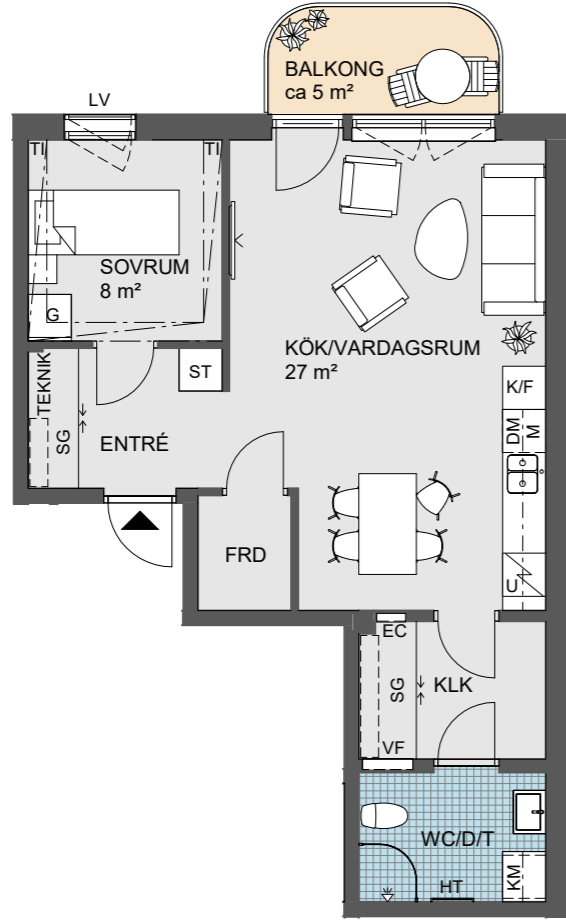 BALKONG
ca 5 m²
LV
TI
TI
SOVRUM
8 m²
G
KÖK/VARDAGSRUM
27 m²
ST
K/F
TEKNIK
SG
ENTRÉ
DM
M
FRD
U
EC
SG
KLK
VF
WC/D/T
KM
HT